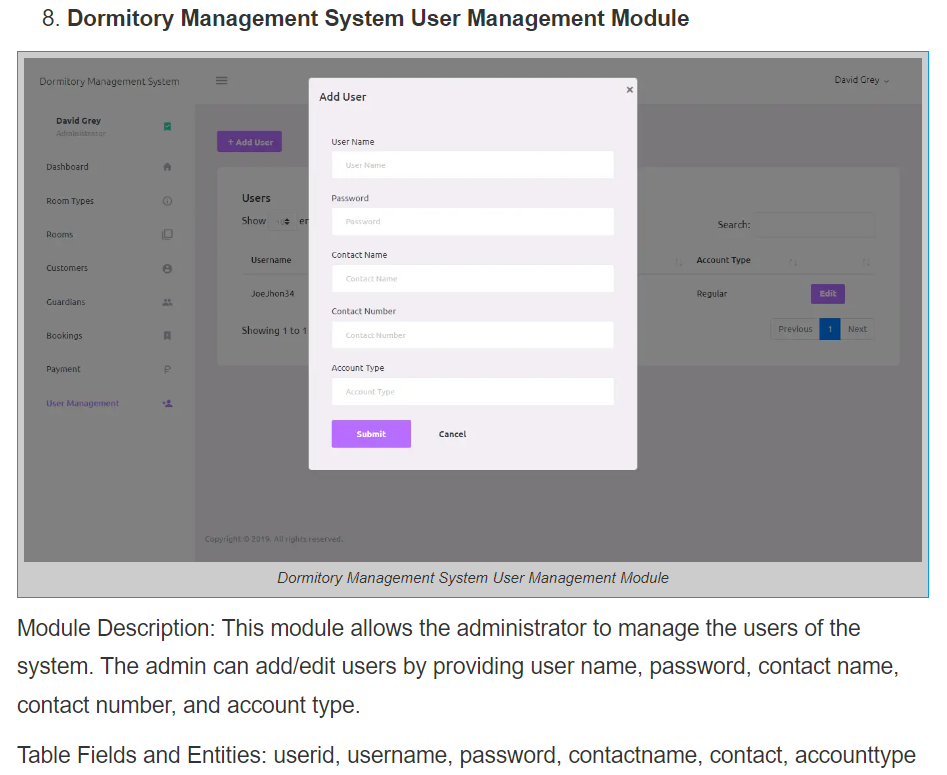 8. Dormitory Management System User Management Module
Dormitory Management System
David Grey
David Grey
Administrator
Dashboard
Room Types
Rooms
Customers
Guardians
Bookings
Payment
User Management
+ Add User
Users
Show
Search:
Username
Account Type
JoeJhon34
Regular
Edit
Showing 1 to 1
Previous 1 Next
Add User
×
User Name
User Name
Password
Password
Contact Name
Contact Name
Contact Number
Contact Number
Account Type
Account Type
Submit
Cancel
Copyright © 2019. All rights reserved.
Dormitory Management System User Management Module
Module Description: This module allows the administrator to manage the users of the
system. The admin can add/edit users by providing user name, password, contact name,
contact number, and account type.
Table Fields and Entities: userid, username, password, contactname, contact, accounttype